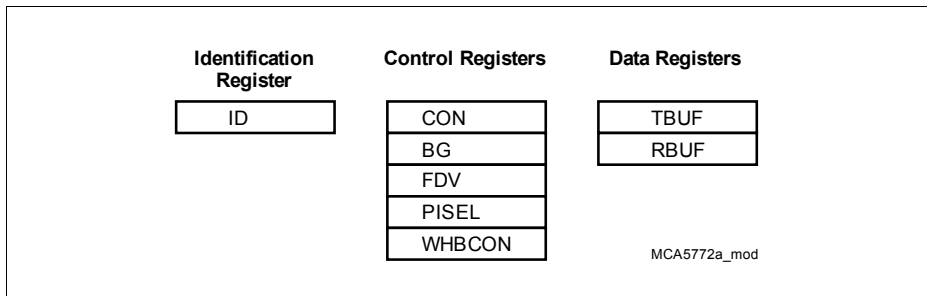 Identification
Register
ID
Control Registers
CON
BG
FDV
PISEL
WHBCON
Data Registers
TBUF
RBUF
MCA5772a_mod